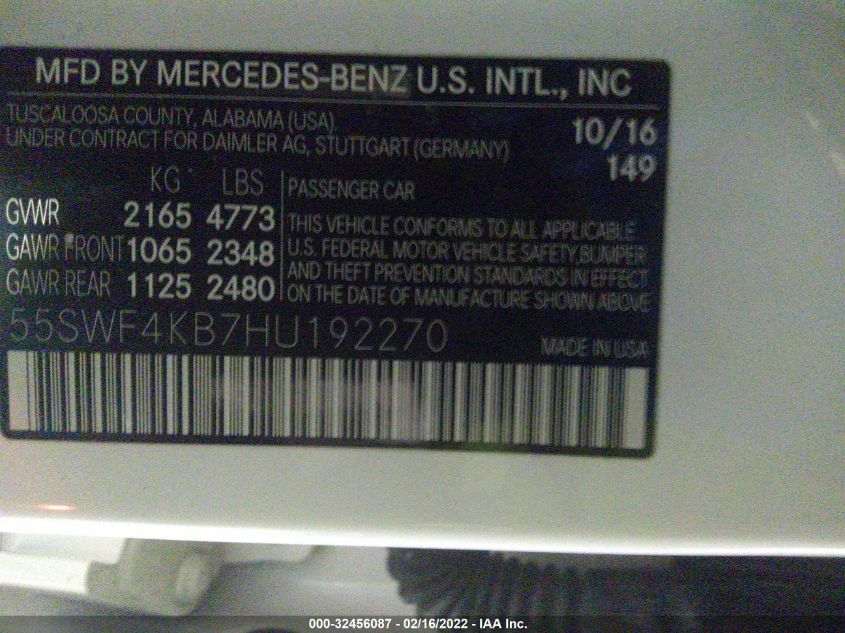 MFD BY MERCEDES-BENZ U.S. INTL., INC
TUSCALOOSA COUNTY, ALABAMA (USA)
UNDER CONTRACT FOR DAIMLER AG, STUTTGART (GERMANY)
10/16
149
KG LBS
GVWR 2165 4773
GAWR FRONT 1065 2348
GAWR REAR 1125 2480
PASSENGER CAR
THIS VEHICLE CONFORMS TO ALL APPLICABLE
U.S. FEDERAL MOTOR VEHICLE SAFETY,BUMPER
AND THEFT PREVENTION STANDARDS IN EFFECT
ON THE DATE OF MANUFACTURE SHOWN ABOVE
55SWF4KB7HU192270
MADE IN USA
000-32456087 - 02/16/2022 - IAA Inc.